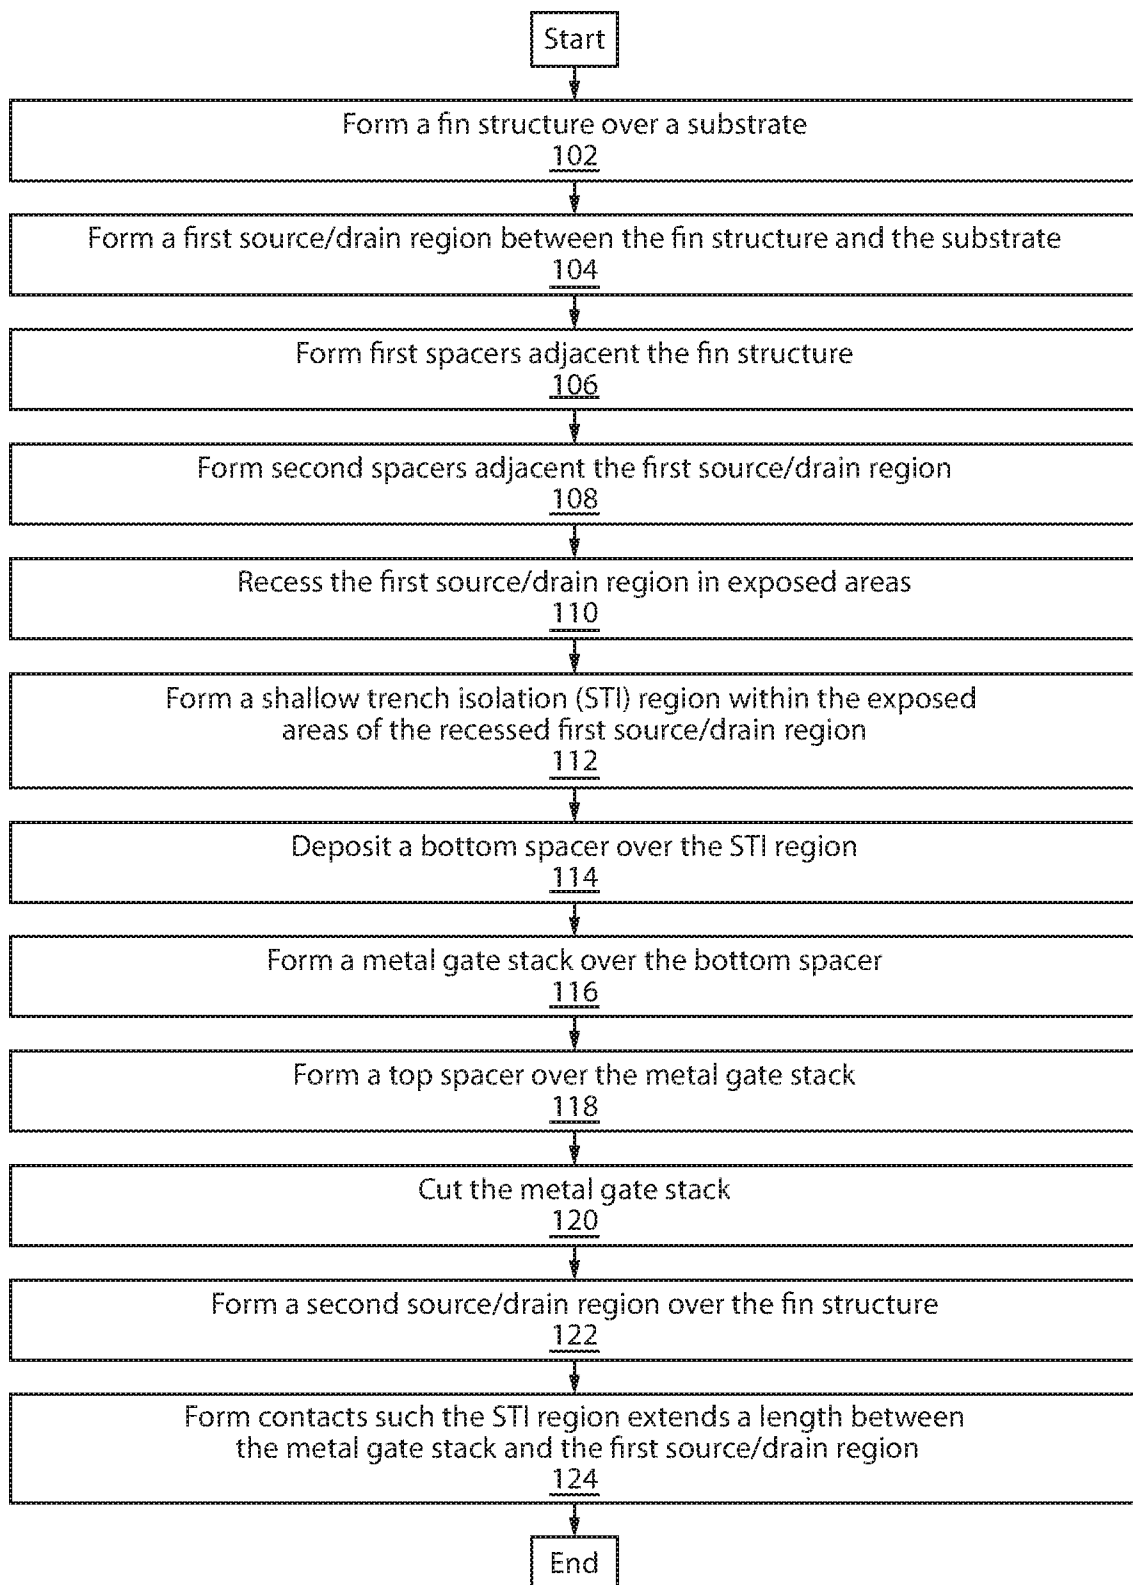 Start
Form a fin structure over a substrate
102
Form a first source/drain region between the fin structure and the substrate
104
Form first spacers adjacent the fin structure
106
Form second spacers adjacent the first source/drain region
108
Recess the first source/drain region in exposed areas
110
Form a shallow trench isolation (STI) region within the exposed
areas of the recessed first source/drain region
112
Deposit a bottom spacer over the STI region
114
Form a metal gate stack over the bottom spacer
116
Form a top spacer over the metal gate stack
118
Cut the metal gate stack
120
Form a second source/drain region over the fin structure
122
Form contacts such the STI region extends a length between
the metal gate stack and the first source/drain region
124
End